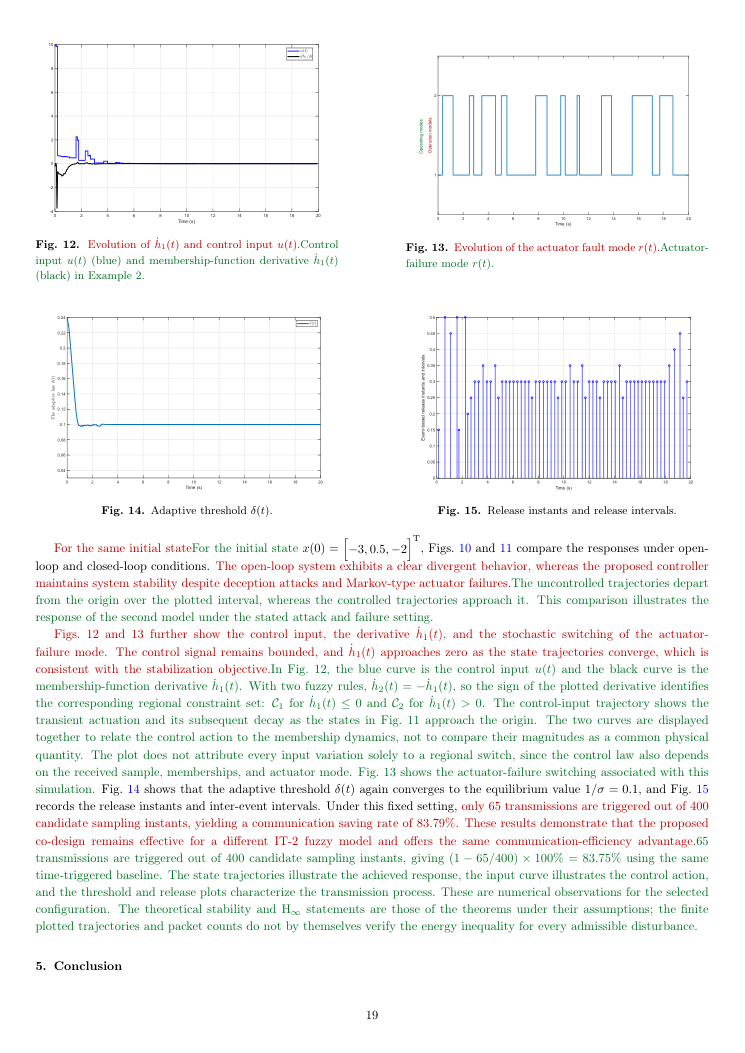 Time (s)
Fig. 12. Evolution of ḣ₁(t) and control input u(t).Control
input u(t) (blue) and membership-function derivative ḣ₁(t)
(black) in Example 2.
Operating modes
Operation modes
Time (s)
Fig. 13. Evolution of the actuator fault mode r(t).Actuator-
failure mode r(t).
The adaptive law δ(t)
Time (s)
Fig. 14. Adaptive threshold δ(t).
Event-based release instants and intervals
Time (s)
Fig. 15. Release instants and release intervals.
For the same initial stateFor the initial state x(0) = [−3, 0.5, −2]ᵀ, Figs. 10 and 11 compare the responses under open-
loop and closed-loop conditions. The open-loop system exhibits a clear divergent behavior, whereas the proposed controller
maintains system stability despite deception attacks and Markov-type actuator failures.The uncontrolled trajectories depart
from the origin over the plotted interval, whereas the controlled trajectories approach it. This comparison illustrates the
response of the second model under the stated attack and failure setting.
Figs. 12 and 13 further show the control input, the derivative ḣ₁(t), and the stochastic switching of the actuator-
failure mode. The control signal remains bounded, and ḣ₁(t) approaches zero as the state trajectories converge, which is
consistent with the stabilization objective.In Fig. 12, the blue curve is the control input u(t) and the black curve is the
membership-function derivative ḣ₁(t). With two fuzzy rules, ḣ₂(t) = −ḣ₁(t), so the sign of the plotted derivative identifies
the corresponding regional constraint set: 𝒞₁ for ḣ₁(t) ≤ 0 and 𝒞₂ for ḣ₁(t) > 0. The control-input trajectory shows the
transient actuation and its subsequent decay as the states in Fig. 11 approach the origin. The two curves are displayed
together to relate the control action to the membership dynamics, not to compare their magnitudes as a common physical
quantity. The plot does not attribute every input variation solely to a regional switch, since the control law also depends
on the received sample, memberships, and actuator mode. Fig. 13 shows the actuator-failure switching associated with this
simulation. Fig. 14 shows that the adaptive threshold δ(t) again converges to the equilibrium value 1/σ = 0.1, and Fig. 15
records the release instants and inter-event intervals. Under this fixed setting, only 65 transmissions are triggered out of 400
candidate sampling instants, yielding a communication saving rate of 83.79%. These results demonstrate that the proposed
co-design remains effective for a different IT-2 fuzzy model and offers the same communication-efficiency advantage.65
transmissions are triggered out of 400 candidate sampling instants, giving (1 − 65/400) × 100% = 83.75% using the same
time-triggered baseline. The state trajectories illustrate the achieved response, the input curve illustrates the control action,
and the threshold and release plots characterize the transmission process. These are numerical observations for the selected
configuration. The theoretical stability and H∞ statements are those of the theorems under their assumptions; the finite
plotted trajectories and packet counts do not by themselves verify the energy inequality for every admissible disturbance.
5. Conclusion
19